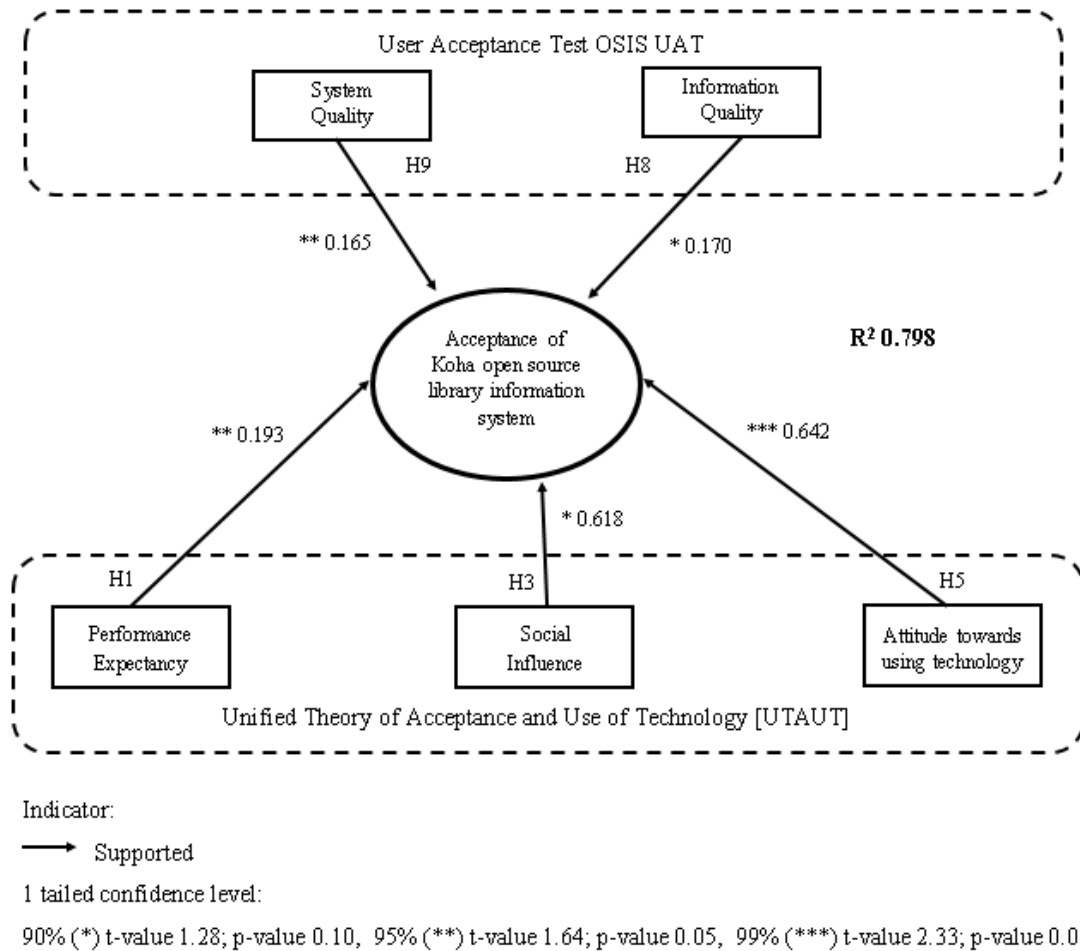 User Acceptance Test OSIS UAT
System
Quality
Information
Quality
H9
H8
** 0.165
* 0.170
Acceptance of
Koha open source
library information
system
R² 0.798
** 0.193
*** 0.642
* 0.618
H1
H3
H5
Performance
Expectancy
Social
Influence
Attitude towards
using technology
Unified Theory of Acceptance and Use of Technology [UTAUT]
Indicator:
Supported
1 tailed confidence level:
90% (*) t-value 1.28; p-value 0.10, 95% (**) t-value 1.64; p-value 0.05, 99% (***) t-value 2.33; p-value 0.0